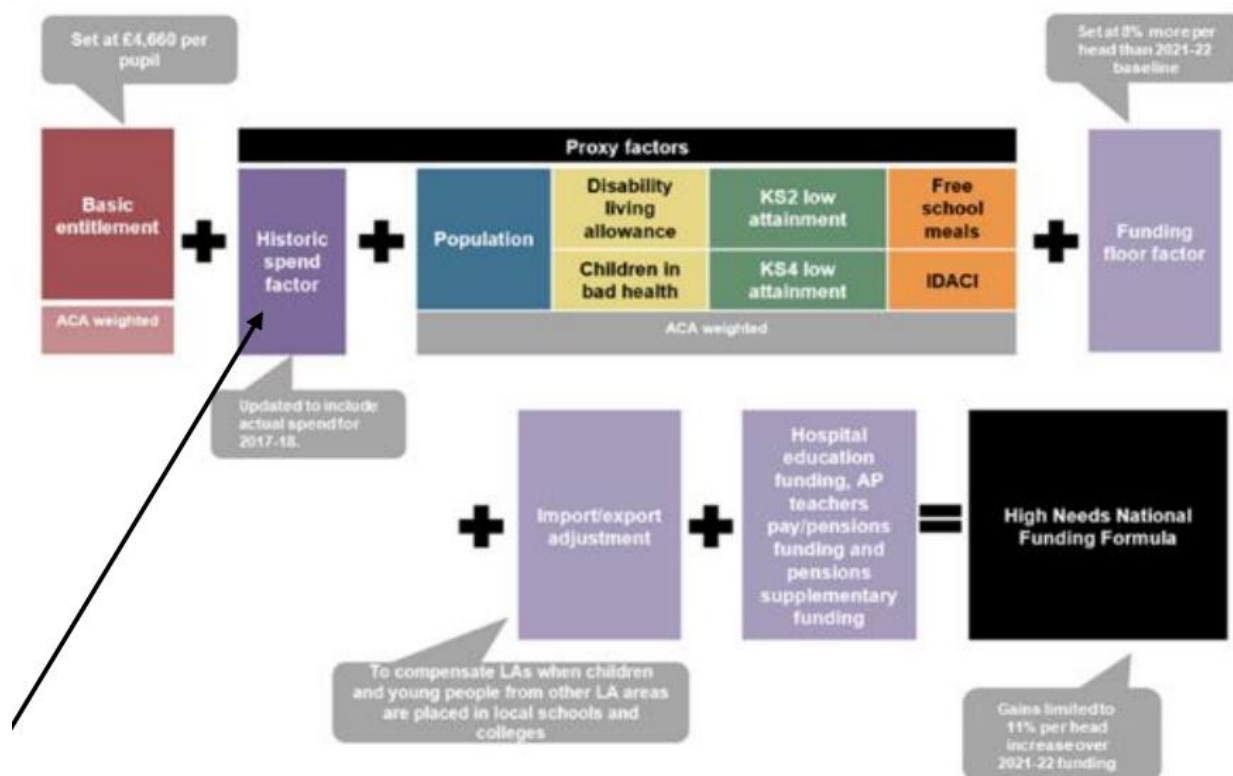 Set at £4,660 per
pupil
Set at 8% more per
head than 2021-22
baseline
Proxy factors
Basic
entitlement
ACA weighted
Historic
spend
factor
Population
Disability
living
allowance
KS2 low
attainment
Free
school
meals
Children in
bad health
KS4 low
attainment
IDACI
ACA weighted
Funding
floor factor
Updated to include
actual spend for
2017-18.
Import/export
adjustment
Hospital
education
funding, AP
teachers
pay/pensions
funding and
pensions
supplementary
funding
High Needs National
Funding Formula
To compensate LAs when children
and young people from other LA areas
are placed in local schools and
colleges
Gains limited to
11% per head
increase over
2021-22 funding